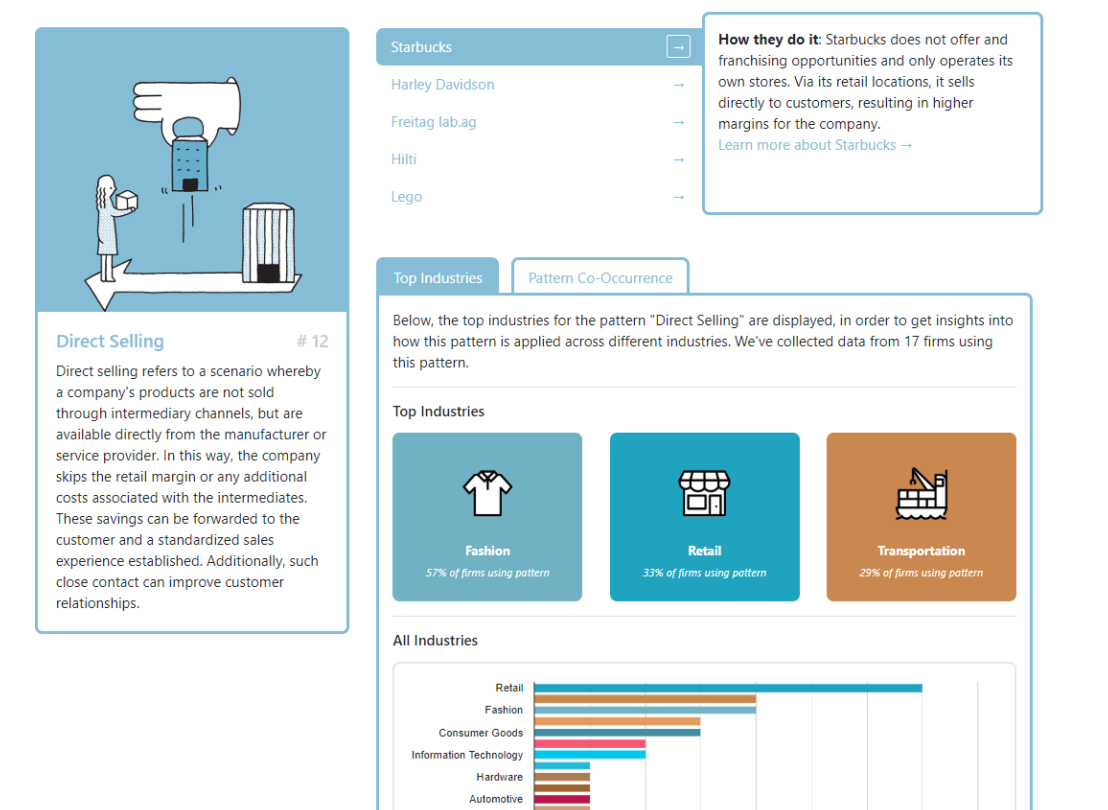 Direct Selling # 12
Direct selling refers to a scenario whereby
a company's products are not sold
through intermediary channels, but are
available directly from the manufacturer or
service provider. In this way, the company
skips the retail margin or any additional
costs associated with the intermediates.
These savings can be forwarded to the
customer and a standardized sales
experience established. Additionally, such
close contact can improve customer
relationships.
Starbucks →
Harley Davidson →
Freitag lab.ag →
Hilti →
Lego →
How they do it: Starbucks does not offer and
franchising opportunities and only operates its
own stores. Via its retail locations, it sells
directly to customers, resulting in higher
margins for the company.
Learn more about Starbucks →
Top Industries
Pattern Co-Occurrence
Below, the top industries for the pattern "Direct Selling" are displayed, in order to get insights into
how this pattern is applied across different industries. We've collected data from 17 firms using
this pattern.
Top Industries
Fashion
57% of firms using pattern
Retail
33% of firms using pattern
Transportation
29% of firms using pattern
All Industries
Retail
Fashion
Consumer Goods
Information Technology
Hardware
Automotive